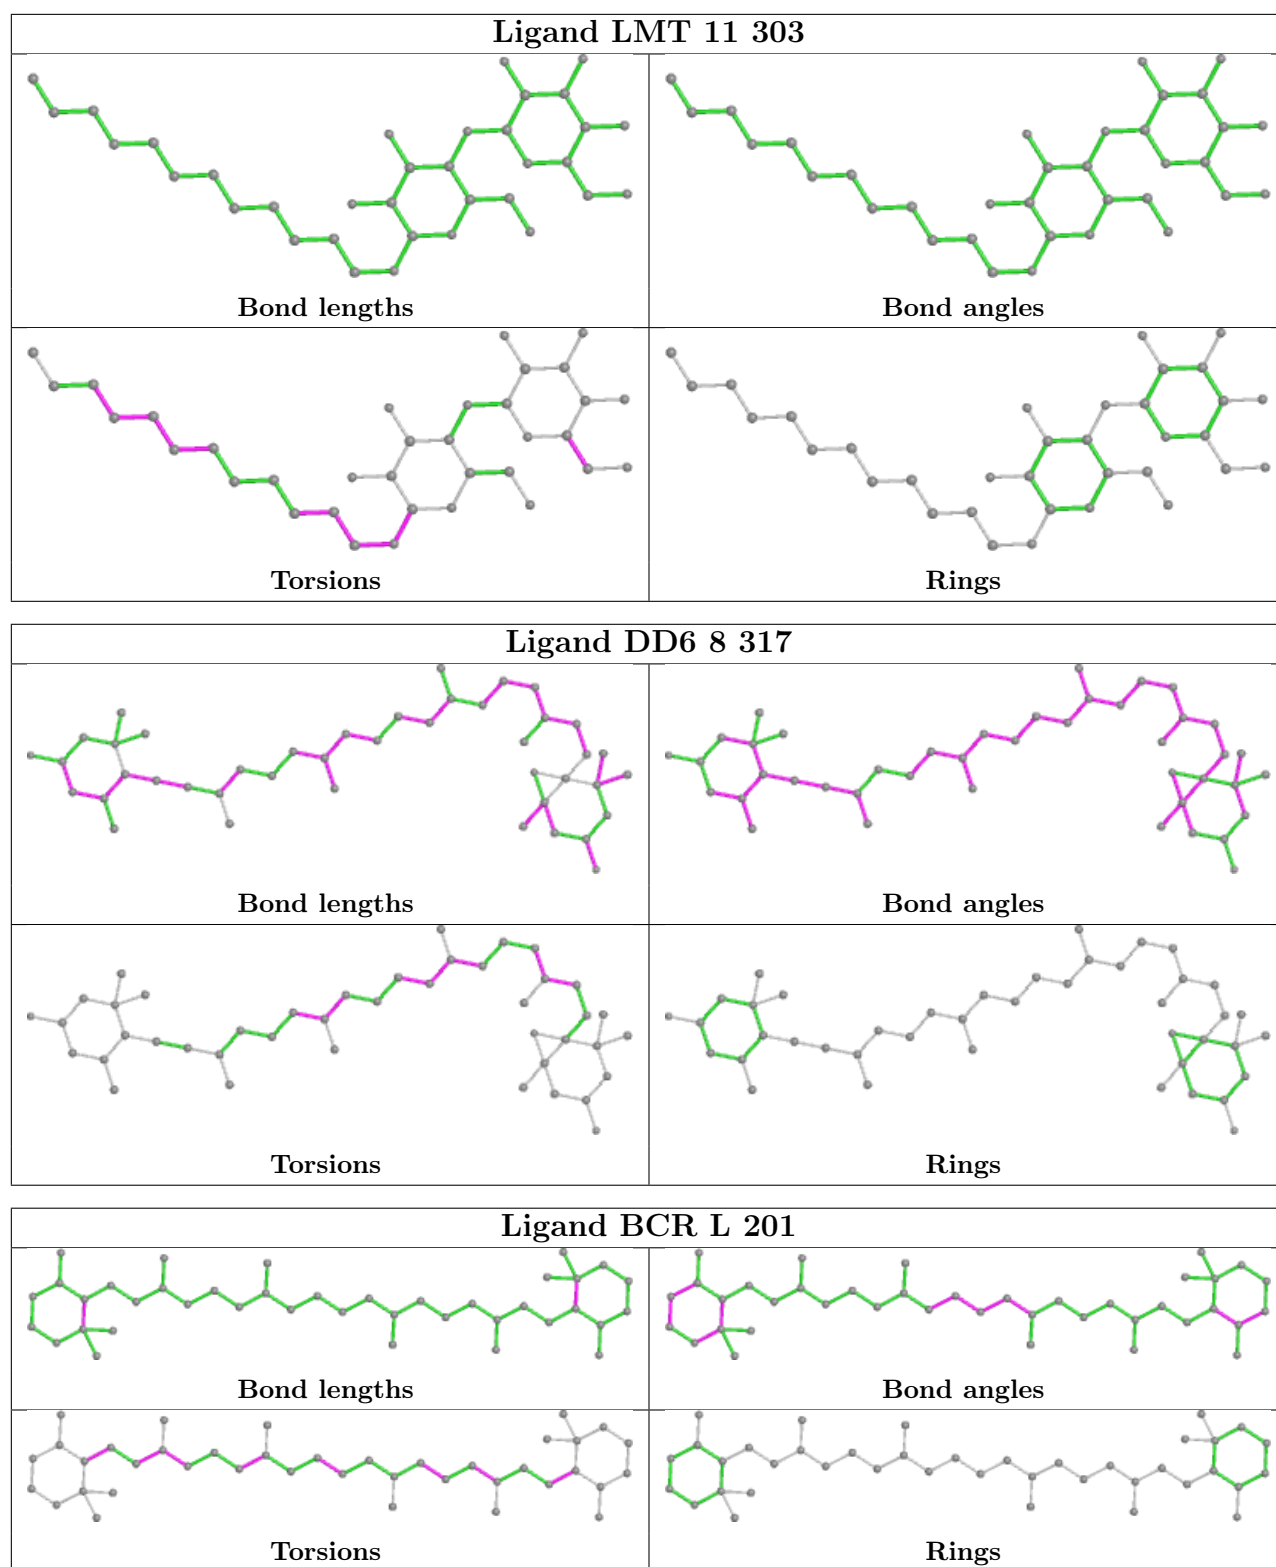 Ligand LMT 11 303
Bond lengths
Bond angles
Torsions
Rings
Ligand DD6 8 317
Bond lengths
Bond angles
Torsions
Rings
Ligand BCR L 201
Bond lengths
Bond angles
Torsions
Rings